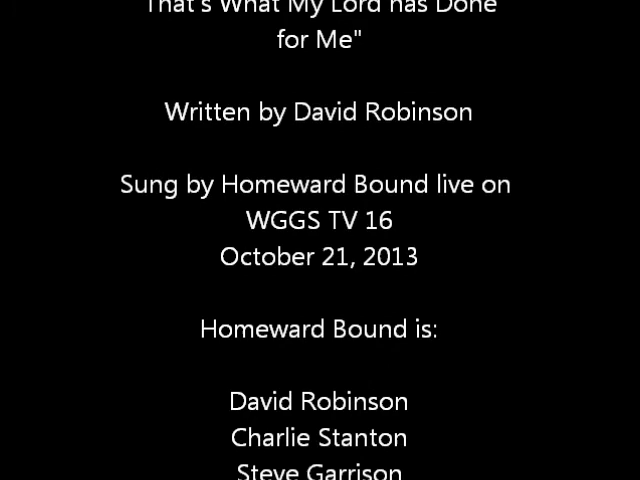 That's What My Lord has Done
for Me"
Written by David Robinson
Sung by Homeward Bound live on
WGGS TV 16
October 21, 2013
Homeward Bound is:
David Robinson
Charlie Stanton
Steve Garrison